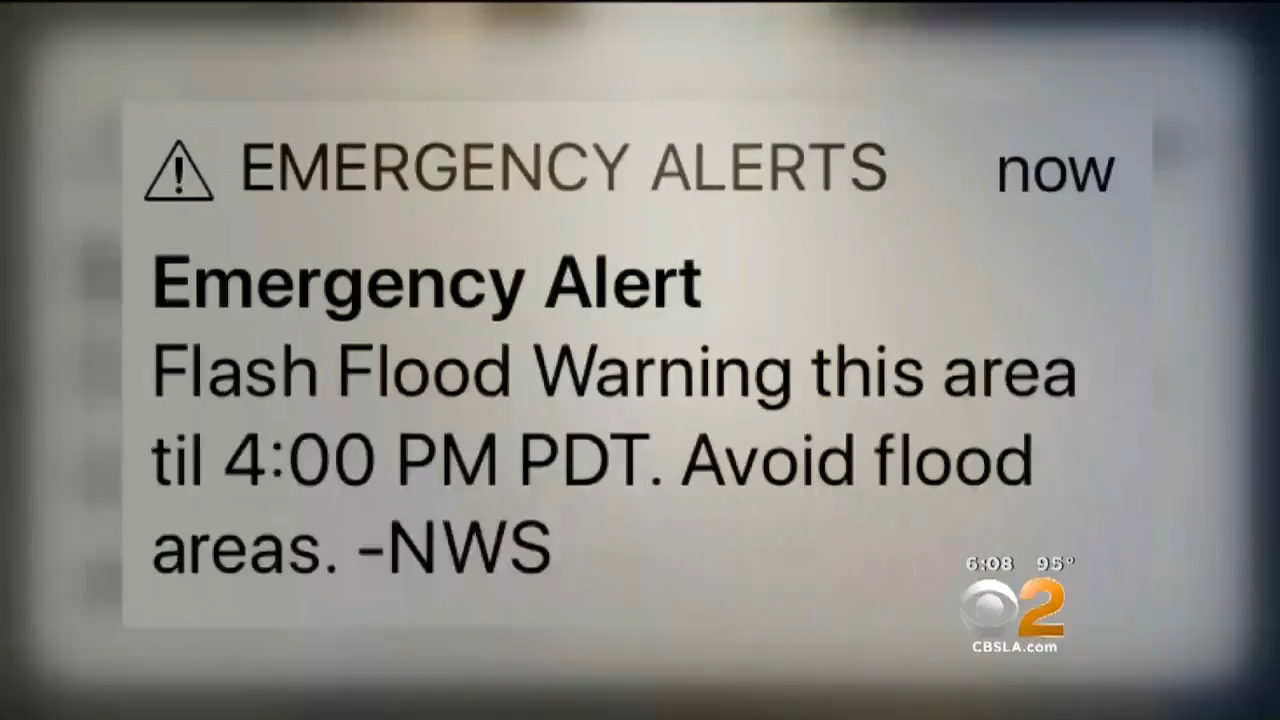 EMERGENCY ALERTS now
Emergency Alert
Flash Flood Warning this area
til 4:00 PM PDT. Avoid flood
areas. -NWS
6:08 95°
2
CBSLA.com